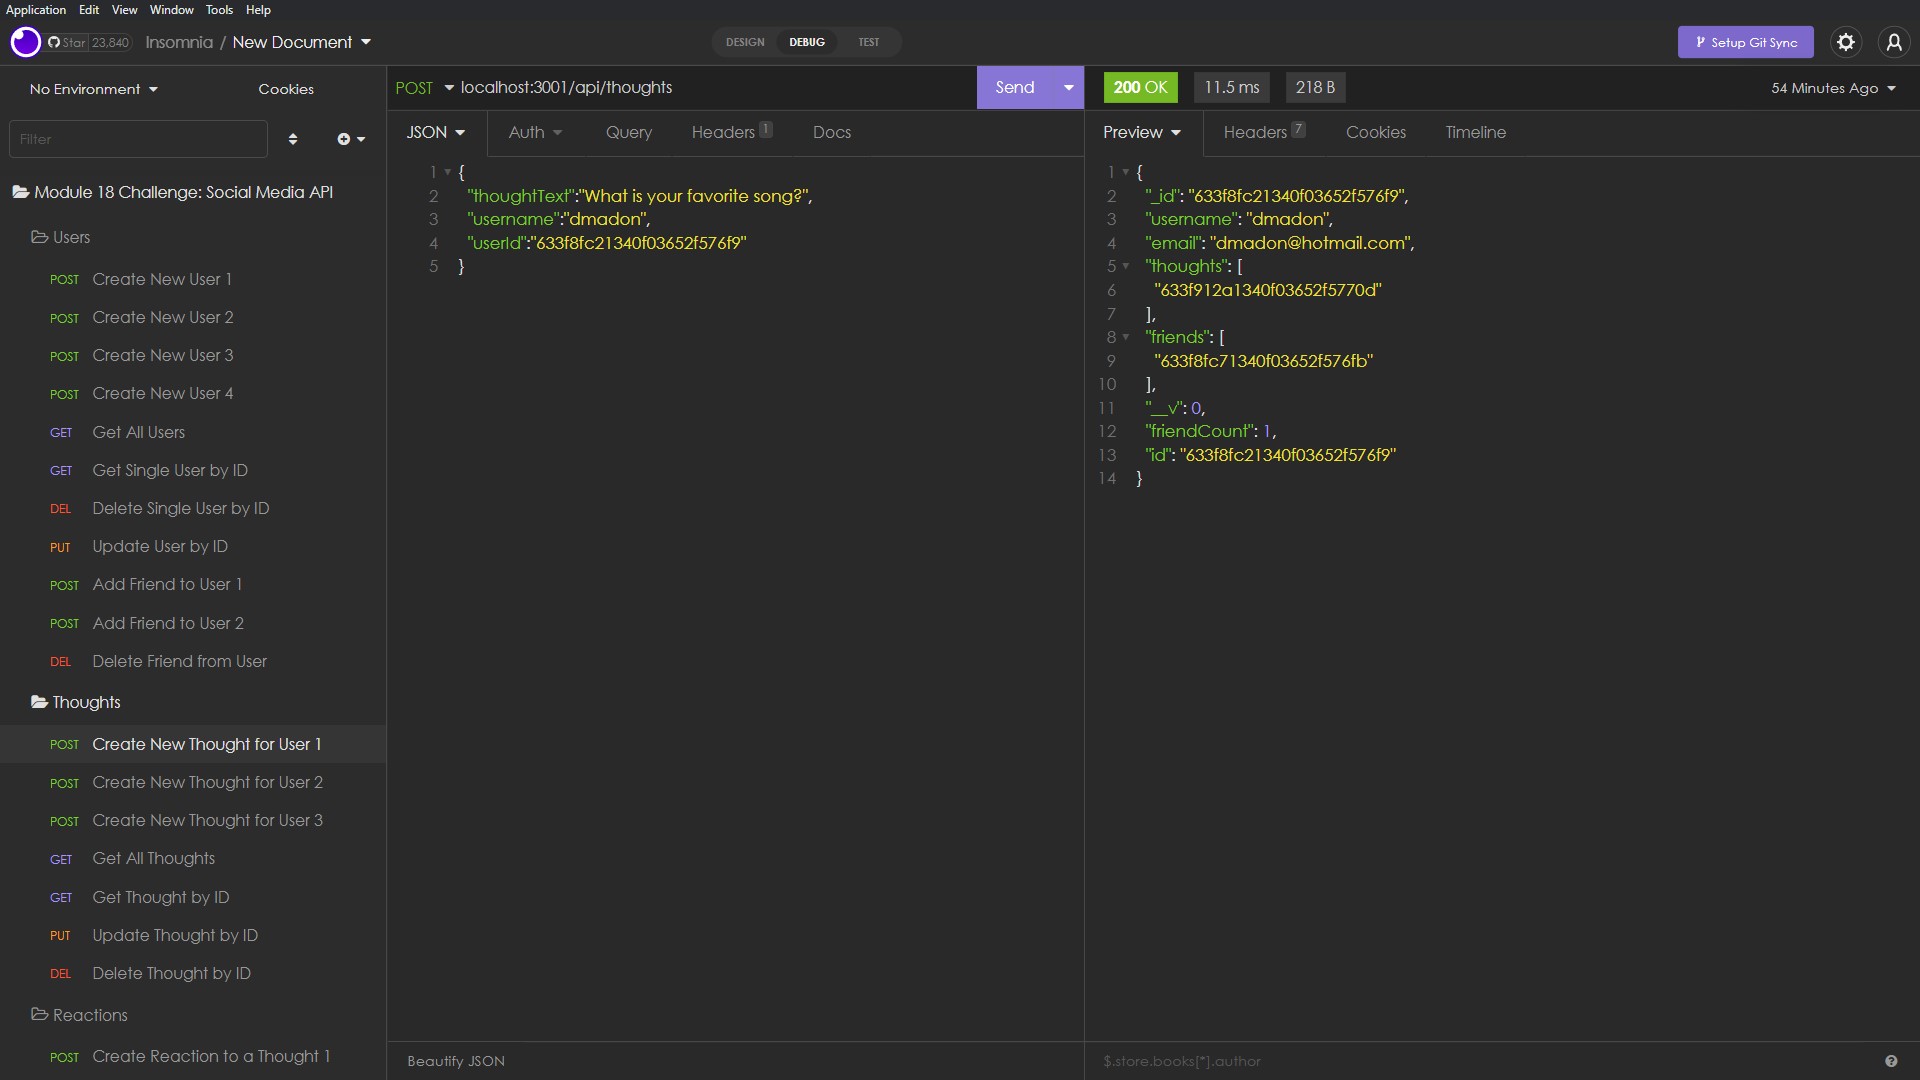 Application Edit View Window Tools Help
Star 23,840 Insomnia / New Document DESIGN DEBUG TEST Setup Git Sync
No Environment Cookies
Filter
Module 18 Challenge: Social Media API
Users
POST Create New User 1
POST Create New User 2
POST Create New User 3
POST Create New User 4
GET Get All Users
GET Get Single User by ID
DEL Delete Single User by ID
PUT Update User by ID
POST Add Friend to User 1
POST Add Friend to User 2
DEL Delete Friend from User
Thoughts
POST Create New Thought for User 1
POST Create New Thought for User 2
POST Create New Thought for User 3
GET Get All Thoughts
GET Get Thought by ID
PUT Update Thought by ID
DEL Delete Thought by ID
Reactions
POST Create Reaction to a Thought 1
POST localhost:3001/api/thoughts Send
JSON Auth Query Headers 1 Docs
1 {
2 "thoughtText":"What is your favorite song?",
3 "username":"dmadon",
4 "userId":"633f8fc21340f03652f576f9"
5 }
Beautify JSON
200 OK 11.5 ms 218 B 54 Minutes Ago
Preview Headers 7 Cookies Timeline
1 {
2 "_id": "633f8fc21340f03652f576f9",
3 "username": "dmadon",
4 "email": "dmadon@hotmail.com",
5 "thoughts": [
6 "633f912a1340f03652f5770d"
7 ],
8 "friends": [
9 "633f8fc71340f03652f576fb"
10 ],
11 "__v": 0,
12 "friendCount": 1,
13 "id": "633f8fc21340f03652f576f9"
14 }
$.store.books[*].author